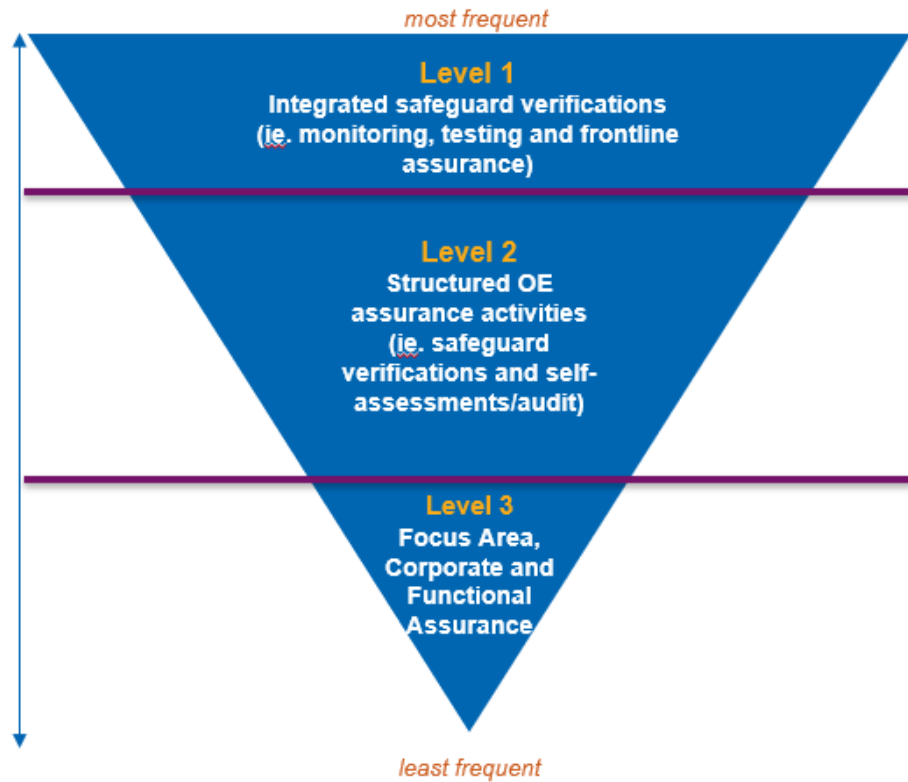 most frequent
Level 1
Integrated safeguard verifications
(ie. monitoring, testing and frontline
assurance)
Level 2
Structured OE
assurance activities
(ie. safeguard
verifications and self-
assessments/audit)
Level 3
Focus Area,
Corporate and
Functional
Assurance
least frequent